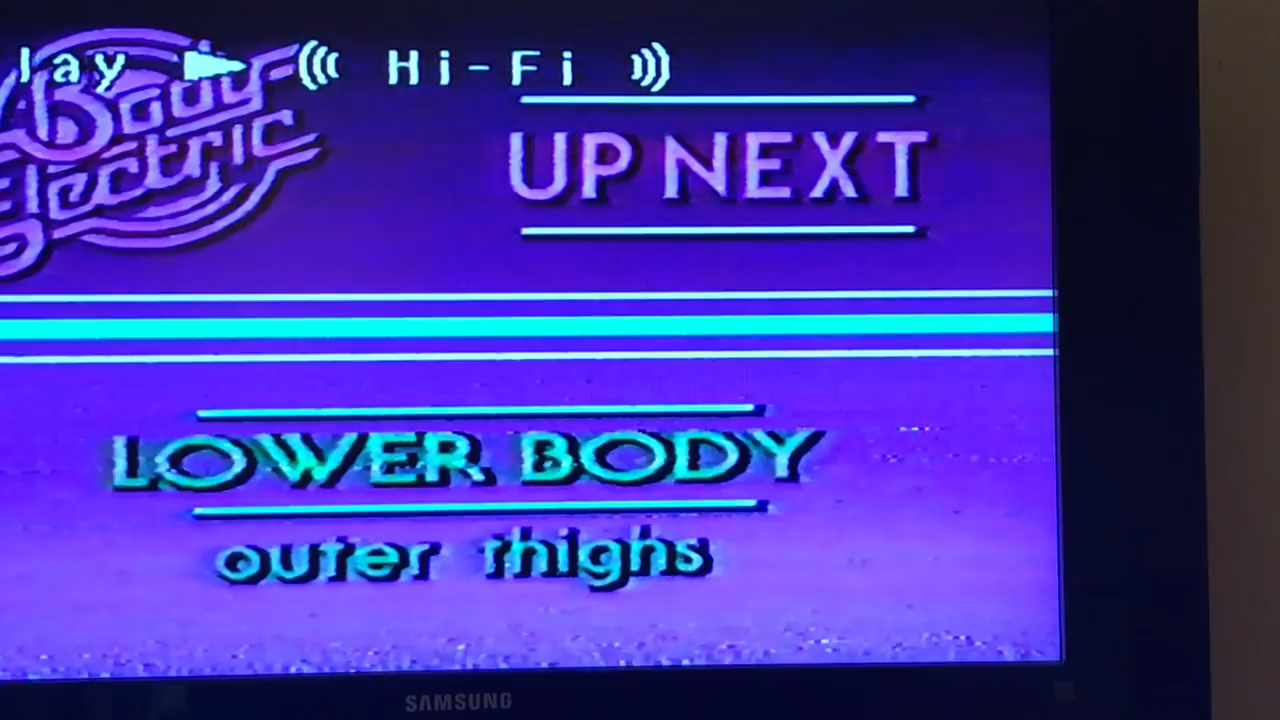 lay ▶ Hi-Fi
Body
Electric
UP NEXT
LOWER BODY
outer thighs
SAMSUNG